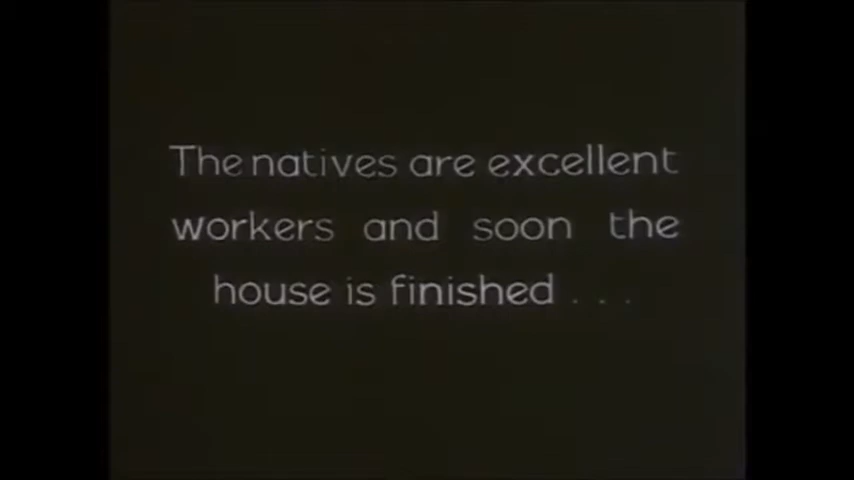 The natives are excellent
workers and soon the
house is finished . . .